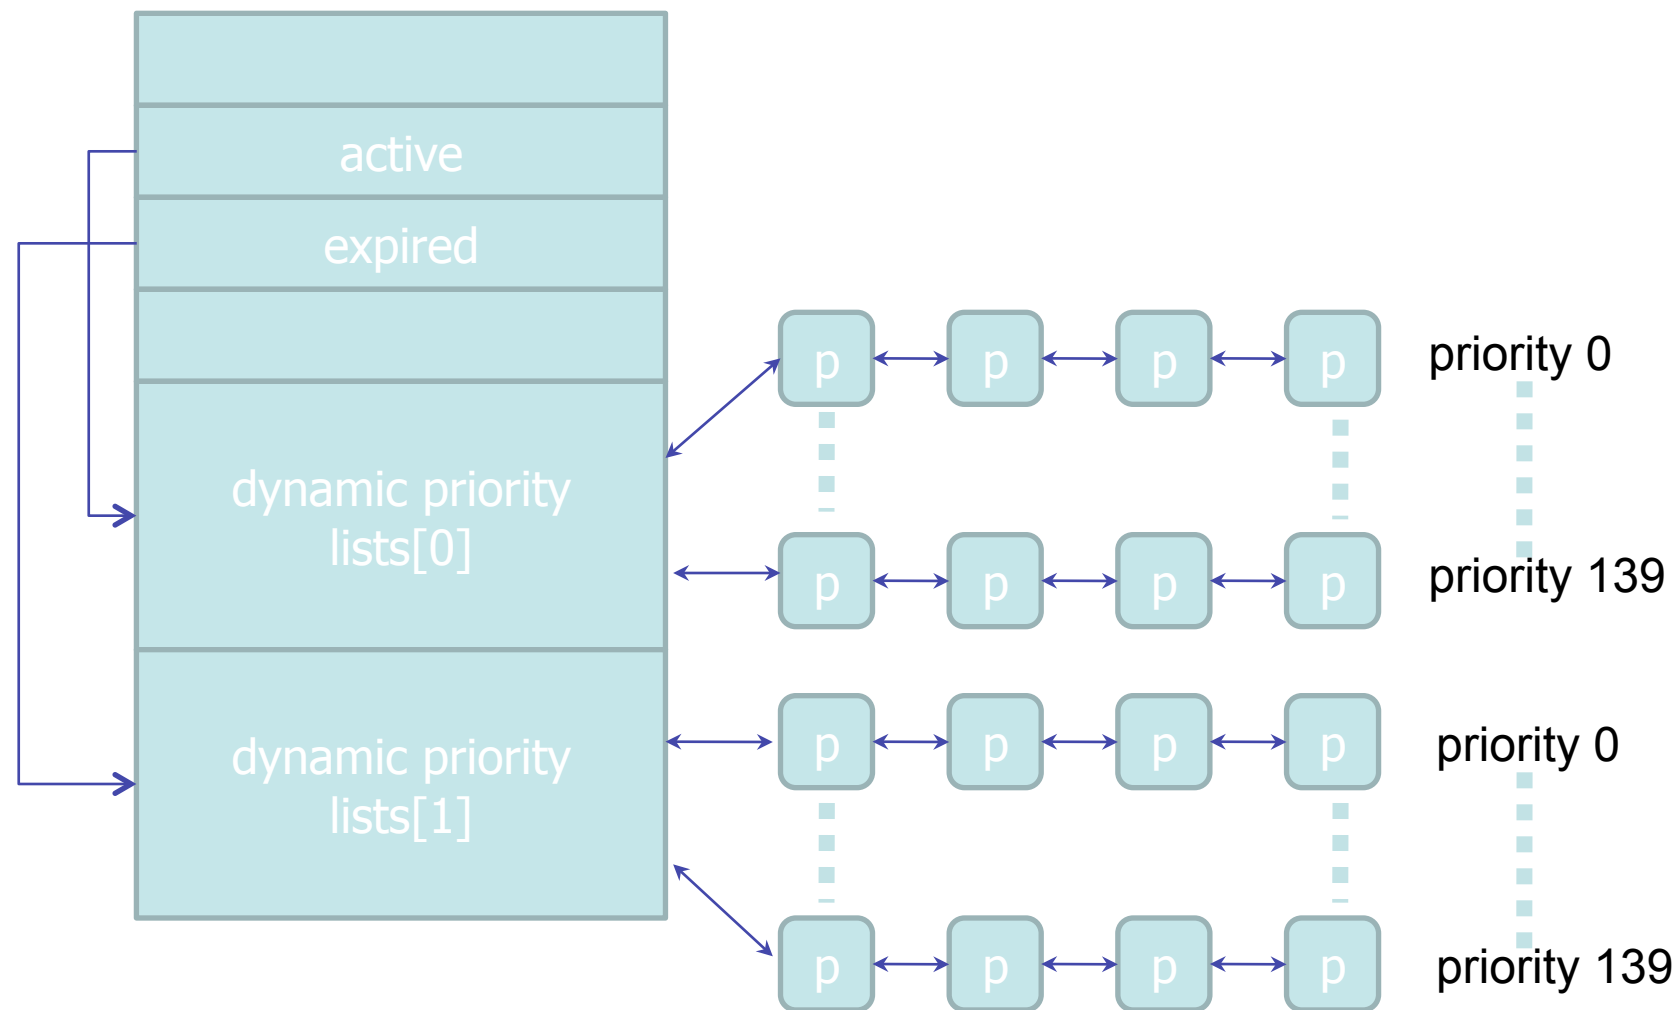 active
expired
p p p p priority 0
dynamic priority
lists[0]
p p p p priority 139
p p p p priority 0
dynamic priority
lists[1]
p p p p priority 139